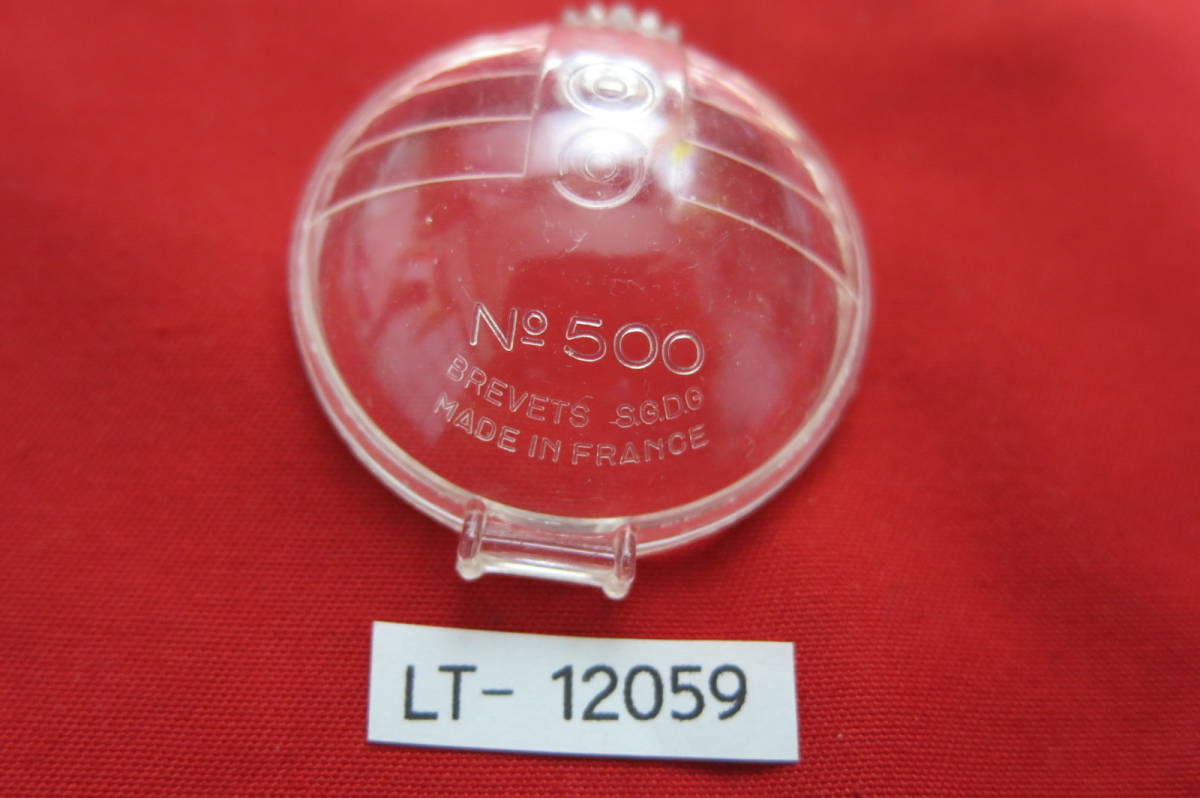 Nº 500
BREVETS S.G.D.G
MADE IN FRANCE
LT- 12059